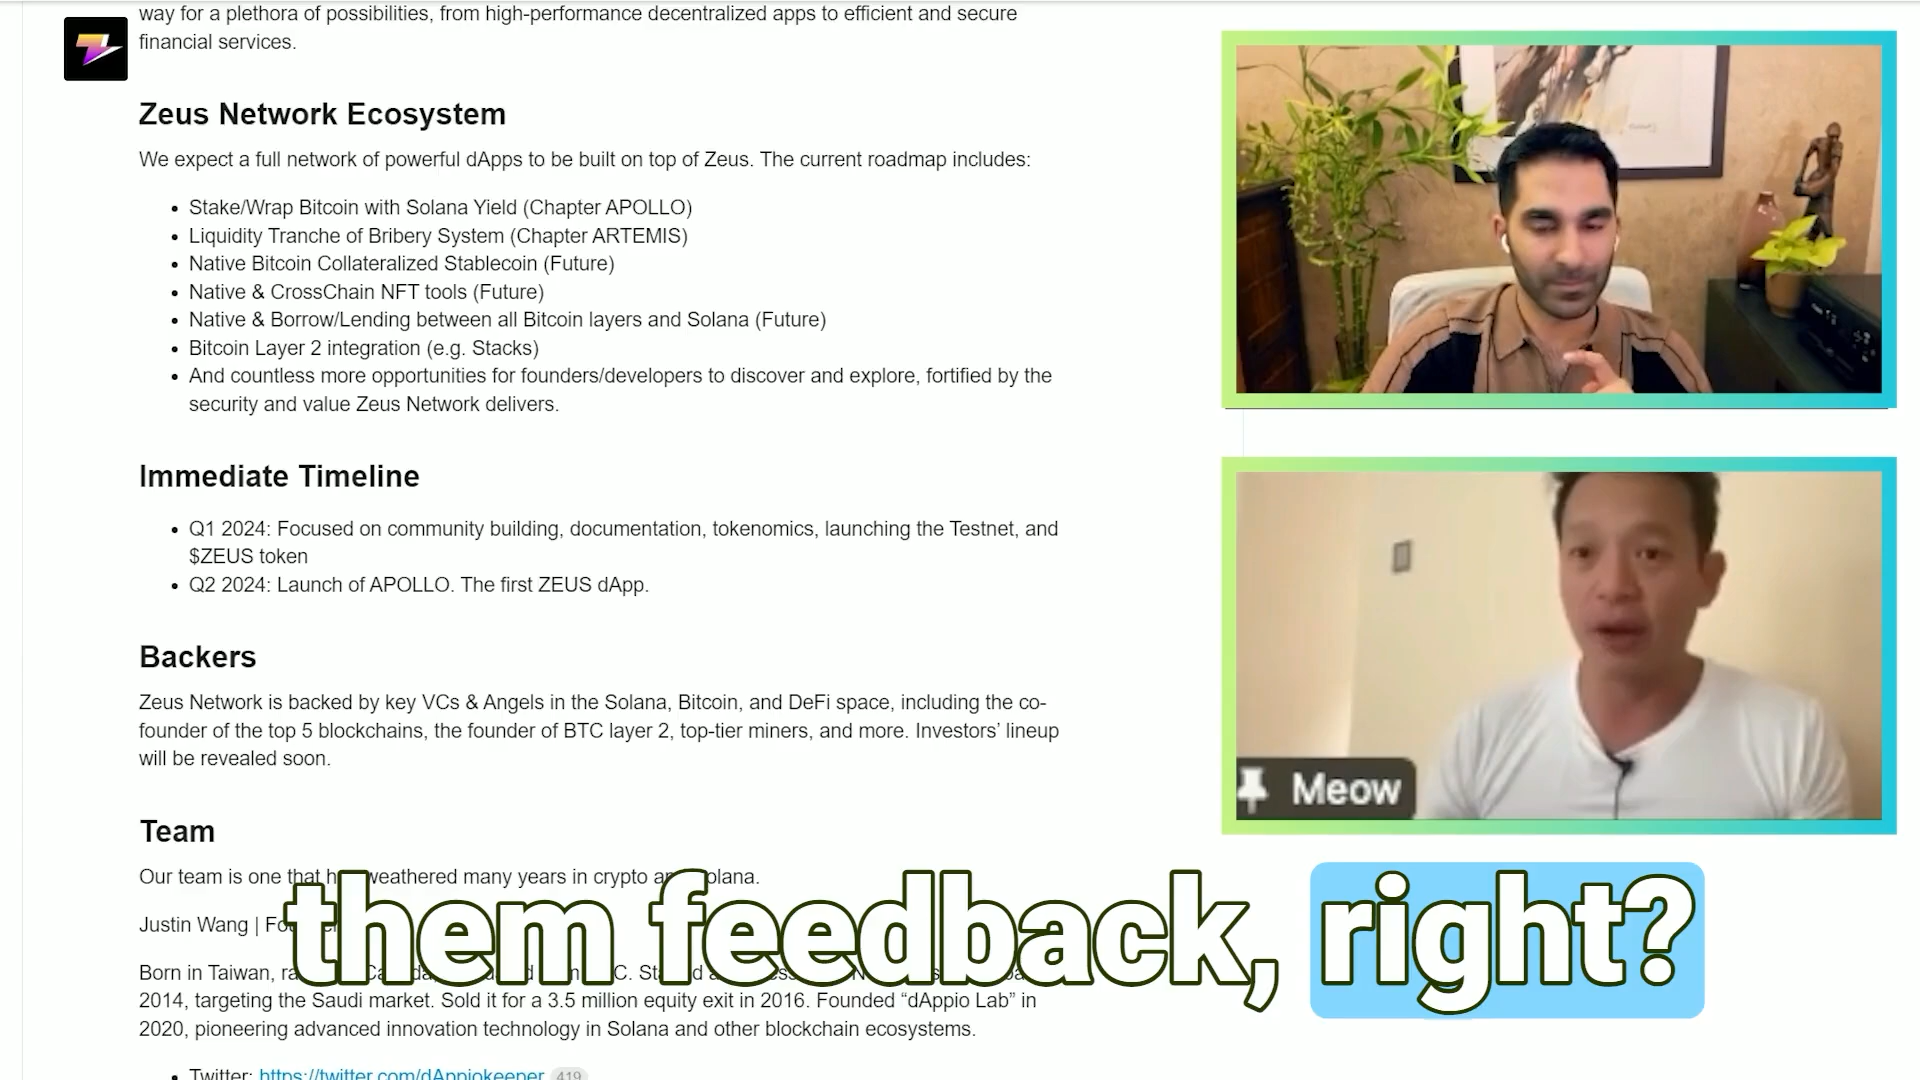 way for a plethora of possibilities, from high-performance decentralized apps to efficient and secure
financial services.
Zeus Network Ecosystem
We expect a full network of powerful dApps to be built on top of Zeus. The current roadmap includes:
• Stake/Wrap Bitcoin with Solana Yield (Chapter APOLLO)
• Liquidity Tranche of Bribery System (Chapter ARTEMIS)
• Native Bitcoin Collateralized Stablecoin (Future)
• Native & CrossChain NFT tools (Future)
• Native & Borrow/Lending between all Bitcoin layers and Solana (Future)
• Bitcoin Layer 2 integration (e.g. Stacks)
• And countless more opportunities for founders/developers to discover and explore, fortified by the
security and value Zeus Network delivers.
Immediate Timeline
• Q1 2024: Focused on community building, documentation, tokenomics, launching the Testnet, and
$ZEUS token
• Q2 2024: Launch of APOLLO. The first ZEUS dApp.
Backers
Zeus Network is backed by key VCs & Angels in the Solana, Bitcoin, and DeFi space, including the co-
founder of the top 5 blockchains, the founder of BTC layer 2, top-tier miners, and more. Investors’ lineup
will be revealed soon.
Team
Our team is one that weathered many years in crypto
Justin Wang |
Born in Taiwan,
2014, targeting the Saudi market. Sold it for a 3.5 million equity exit in 2016. Founded “dAppio Lab” in
2020, pioneering advanced innovation technology in Solana and other blockchain ecosystems.
• Twitter: https://twitter.com/dAppiokeeper 419
Meow
them feedback, right?